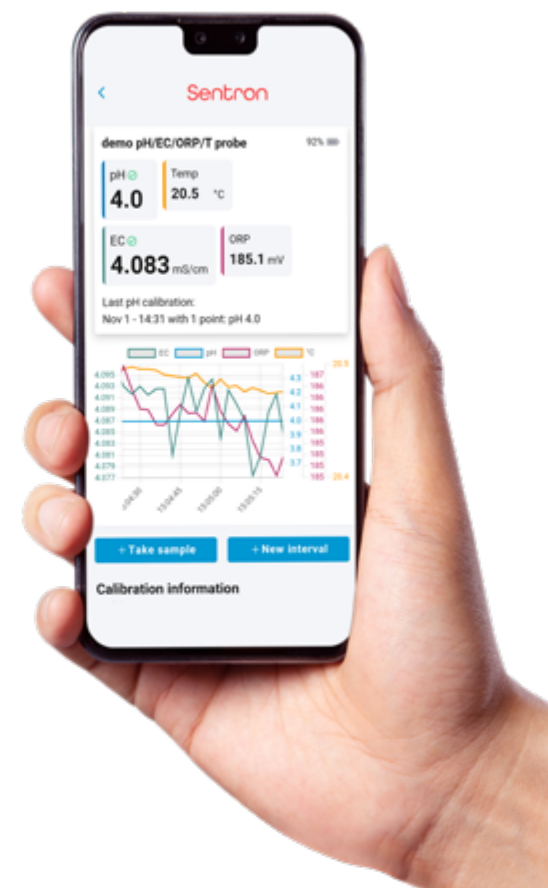 Sentron
demo pH/EC/ORP/T probe 92%
pH Temp
4.0 20.5 °C
EC ORP
4.083 mS/cm 185.1 mV
Last pH calibration:
Nov 1 - 14:31 with 1 point: pH 4.0
EC pH ORP °C
4.095 187 20.5
4.093 4.3 186
4.091 4.2 186
4.089 4.1 186
4.087 4.0 186
4.085 3.9 186
4.083 3.8 185
4.081 3.7 185
4.079 185
4.077 185 20.4
:04:30 13:04:45 13:05:00 13:05:15
+ Take sample + New interval
Calibration information